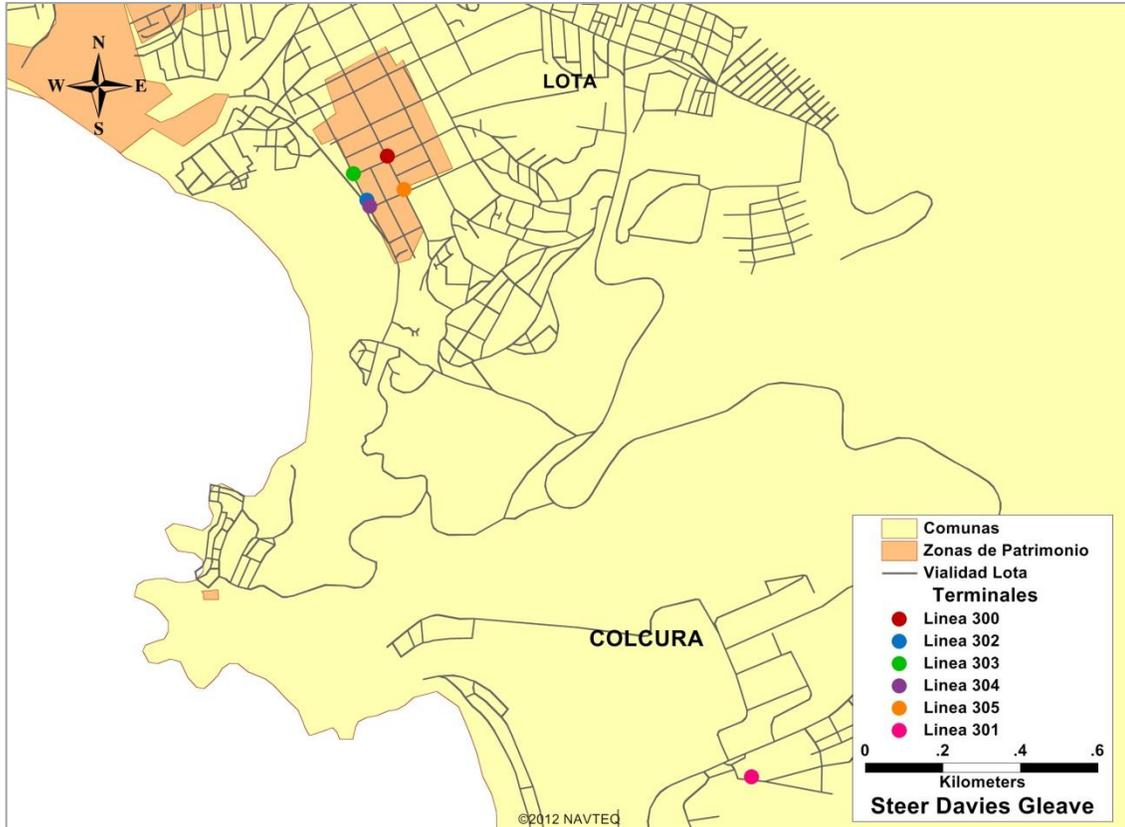 N
W E
S
LOTA
COLCURA
Comunas
Zonas de Patrimonio
Vialidad Lota
Terminales
Linea 300
Linea 302
Linea 303
Linea 304
Linea 305
Linea 301
0 .2 .4 .6
Kilometers
Steer Davies Gleave
©2012 NAVTEQ